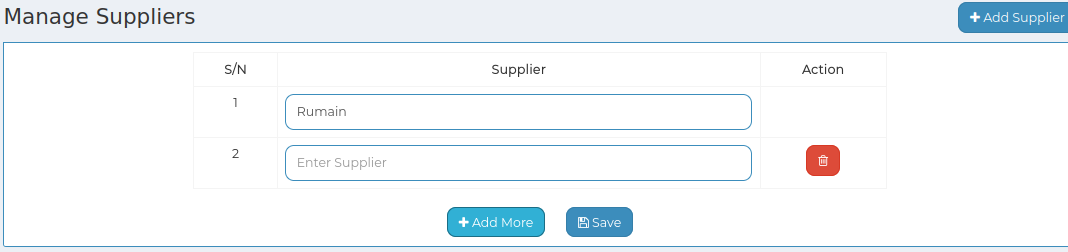 Manage Suppliers
Add Supplier
S/N Supplier Action
1 Rumain
2 Enter Supplier
Add More Save